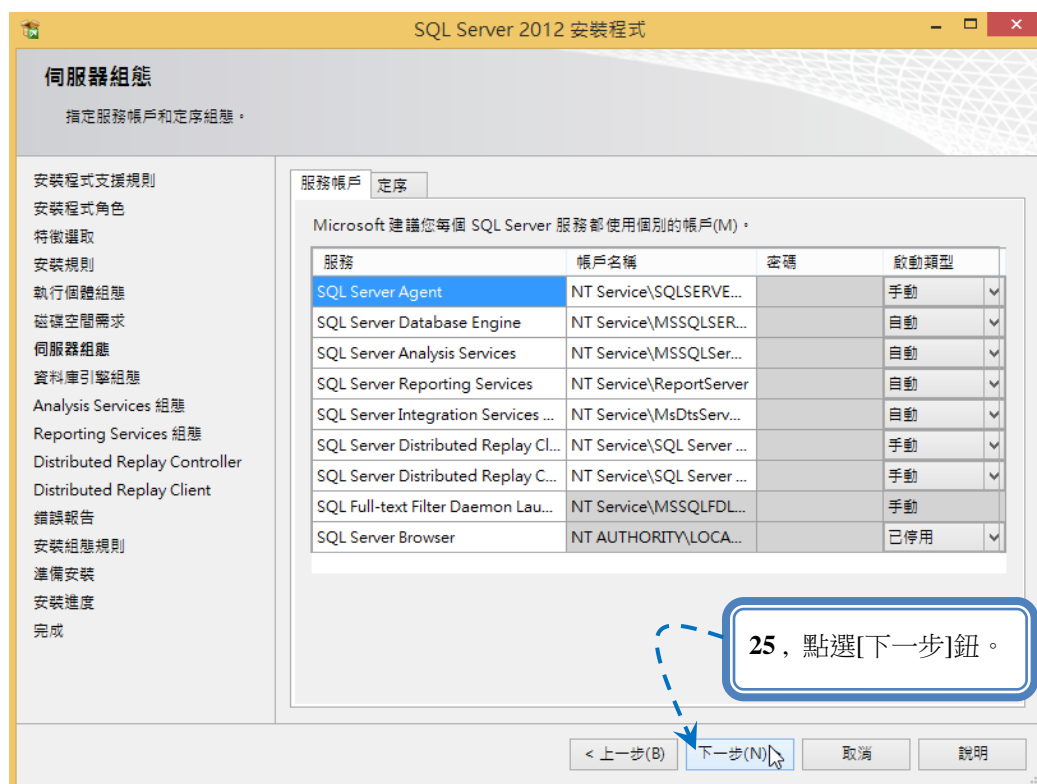 SQL Server 2012 安裝程式
伺服器組態
指定服務帳戶和定序組態。
安裝程式支援規則
安裝程式角色
特徵選取
安裝規則
執行個體組態
磁碟空間需求
伺服器組態
資料庫引擎組態
Analysis Services 組態
Reporting Services 組態
Distributed Replay Controller
Distributed Replay Client
錯誤報告
安裝組態規則
準備安裝
安裝進度
完成
服務帳戶 定序
Microsoft 建議您每個 SQL Server 服務都使用個別的帳戶(M)。
服務 帳戶名稱 密碼 啟動類型
SQL Server Agent NT Service\SQLSERVE... 手動
SQL Server Database Engine NT Service\MSSQLSER... 自動
SQL Server Analysis Services NT Service\MSSQLSer... 自動
SQL Server Reporting Services NT Service\ReportServer 自動
SQL Server Integration Services ... NT Service\MsDtsServ... 自動
SQL Server Distributed Replay Cl... NT Service\SQL Server ... 手動
SQL Server Distributed Replay C... NT Service\SQL Server ... 手動
SQL Full-text Filter Daemon Lau... NT Service\MSSQLFDL... 手動
SQL Server Browser NT AUTHORITY\LOCA... 已停用
25 , 點選[下一步]鈕。
< 上一步(B) 下一步(N) 取消 說明